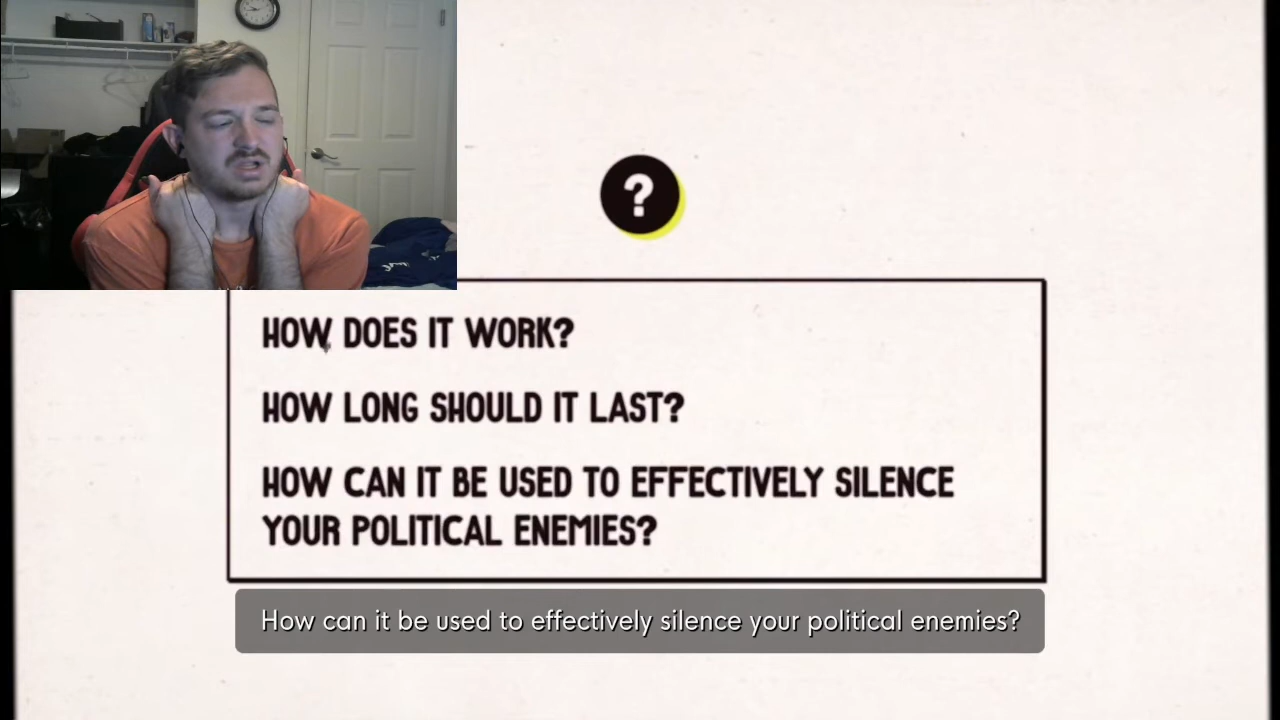 ?
HOW DOES IT WORK?
HOW LONG SHOULD IT LAST?
HOW CAN IT BE USED TO EFFECTIVELY SILENCE
YOUR POLITICAL ENEMIES?
How can it be used to effectively silence your political enemies?